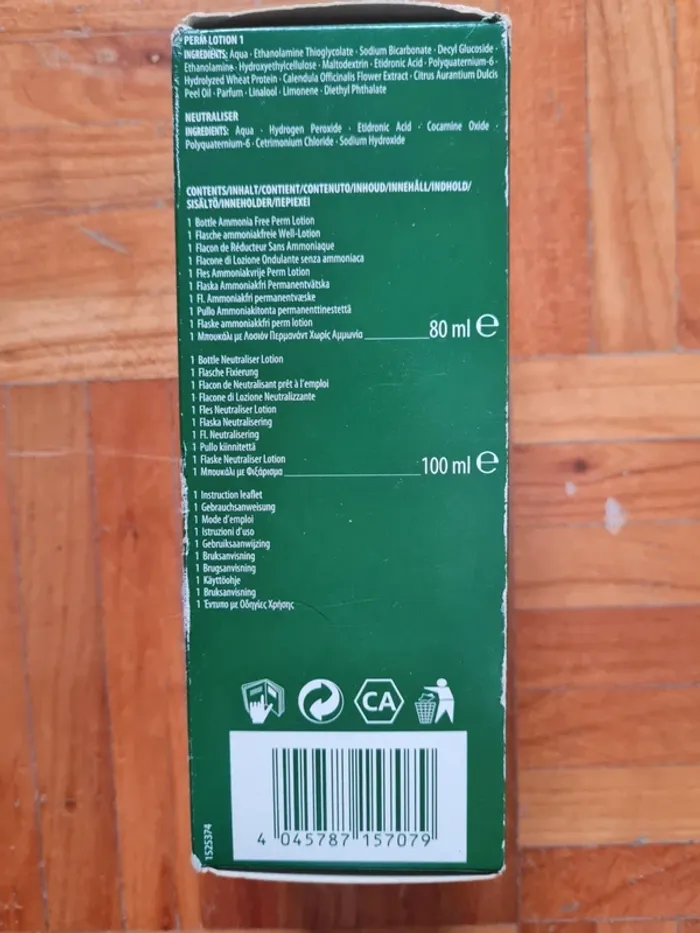 PERM LOTION 1
INGREDIENTS: Aqua · Ethanolamine Thioglycolate · Sodium Bicarbonate · Decyl Glucoside ·
Ethanolamine · Hydroxyethylcellulose · Maltodextrin · Etidronic Acid · Polyquaternium-6 ·
Hydrolyzed Wheat Protein · Calendula Officinalis Flower Extract · Citrus Aurantium Dulcis
Peel Oil · Parfum · Linalool · Limonene · Diethyl Phthalate
NEUTRALISER
INGREDIENTS: Aqua · Hydrogen Peroxide · Etidronic Acid · Cocamine Oxide ·
Polyquaternium-6 · Cetrimonium Chloride · Sodium Hydroxide
CONTENTS/INHALT/CONTIENT/CONTENUTO/INHOUD/INNEHÅLL/INDHOLD/
SISÄLTÖ/INNEHOLDER/ΠΕΡΙΕΧΕΙ
1 Bottle Ammonia Free Perm Lotion
1 Flasche ammoniakfreie Well-Lotion
1 Flacon de Réducteur Sans Ammoniaque
1 Flacone di Lozione Ondulante senza ammoniaca
1 Fles Ammoniakvrije Perm Lotion
1 Flaska Ammoniakfri Permanentvätska
1 Fl. Ammoniakfri permanentvæske
1 Pullo Ammoniakitonta permanenttinestettä
1 Flaske ammoniakkfri perm lotion
1 Μπουκάλι με Λοσιόν Περμανάντ Χωρίς Αμμωνία 80 ml ℮
1 Bottle Neutraliser Lotion
1 Flasche Fixierung
1 Flacon de Neutralisant prêt à l'emploi
1 Flacone di Lozione Neutralizzante
1 Fles Neutraliser Lotion
1 Flaska Neutralisering
1 Fl. Neutralisering
1 Pullo kiinnitettä
1 Flaske Neutraliser Lotion
1 Μπουκάλι με Φιξάρισμα 100 ml ℮
1 Instruction leaflet
1 Gebrauchsanweisung
1 Mode d'emploi
1 Istruzioni d'uso
1 Gebruiksaanwijzing
1 Bruksanvisning
1 Brugsanvisning
1 Käyttöohje
1 Bruksanvisning
1 Έντυπο με Οδηγίες Χρήσης
CA
1525374
4 045787 157079